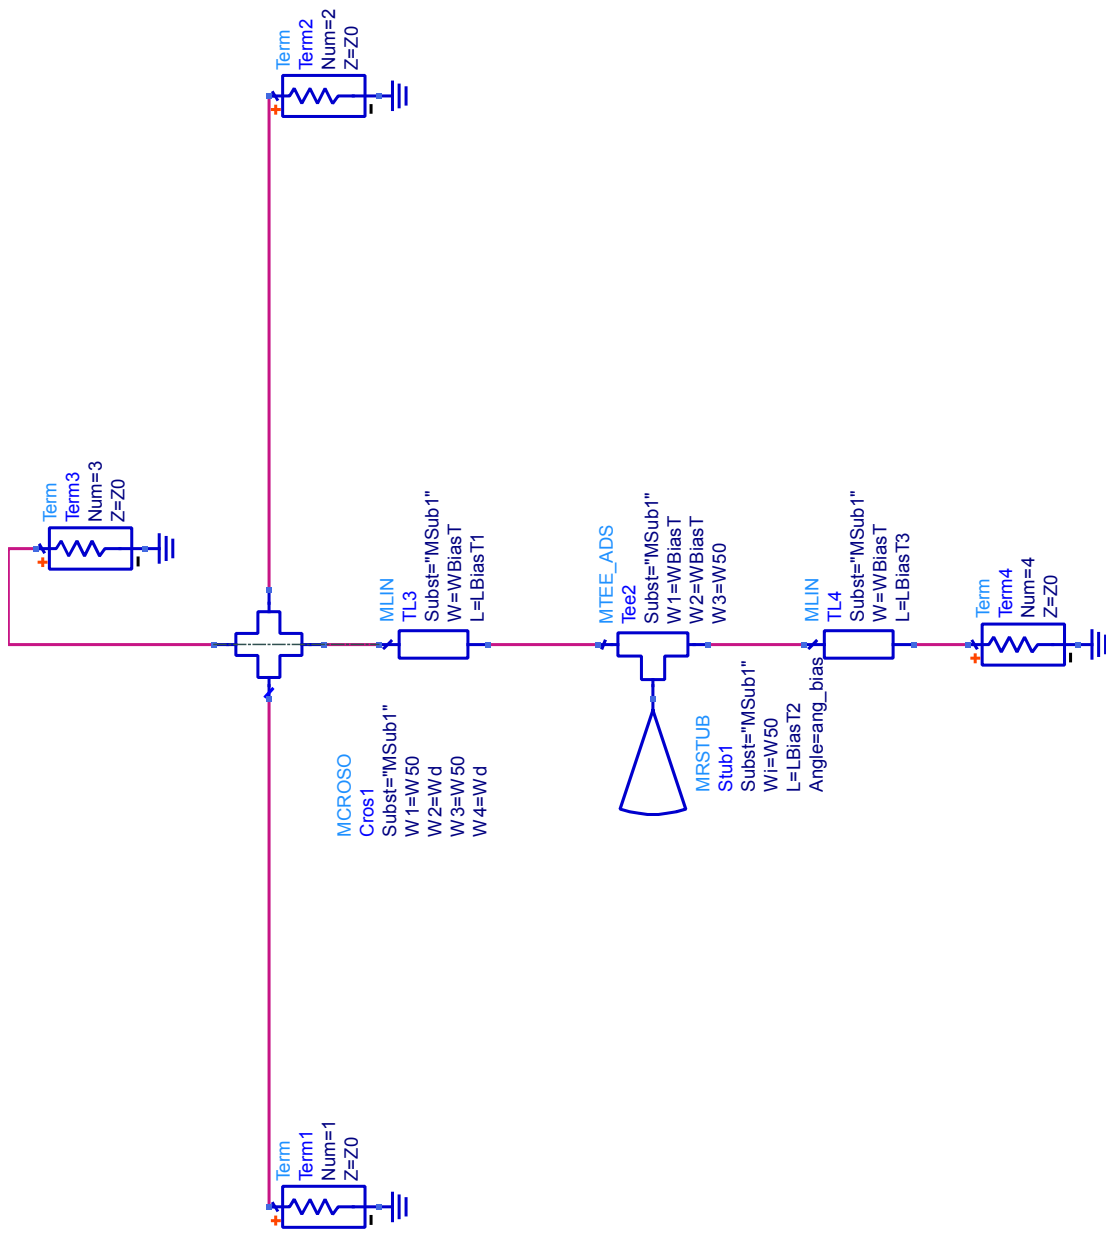 Term
Term2
Num=2
Z=Z0
Term
Term3
Num=3
Z=Z0
MLIN
TL3
Subst="MSub1"
W=WBiasT
L=LBiasT1
MTEE_ADS
Tee2
Subst="MSub1"
W1=WBiasT
W2=WBiasT
W3=W50
MLIN
TL4
Subst="MSub1"
W=WBiasT
L=LBiasT3
Term
Term4
Num=4
Z=Z0
MCROSO
Cros1
Subst="MSub1"
W1=W50
W2=Wd
W3=W50
W4=Wd
MRSTUB
Stub1
Subst="MSub1"
Wi=W50
L=LBiasT2
Angle=ang_bias
Term
Term1
Num=1
Z=Z0